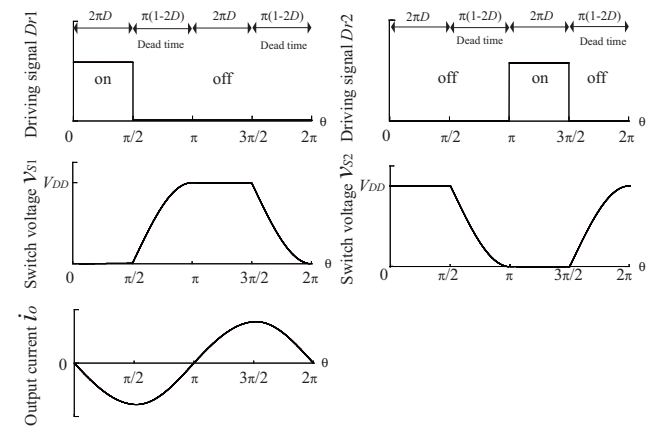 Driving signal Dr1
2πD π(1-2D) 2πD π(1-2D)
Dead time Dead time
on off
θ
0 π/2 π 3π/2 2π
Driving signal Dr2
2πD π(1-2D) 2πD π(1-2D)
Dead time Dead time
off on off
θ
0 π/2 π 3π/2 2π
Switch voltage VS1
VDD
θ
0 π/2 π 3π/2 2π
Switch voltage VS2
VDD
θ
0 π/2 π 3π/2 2π
Output current io
0
θ
π/2 π 3π/2 2π